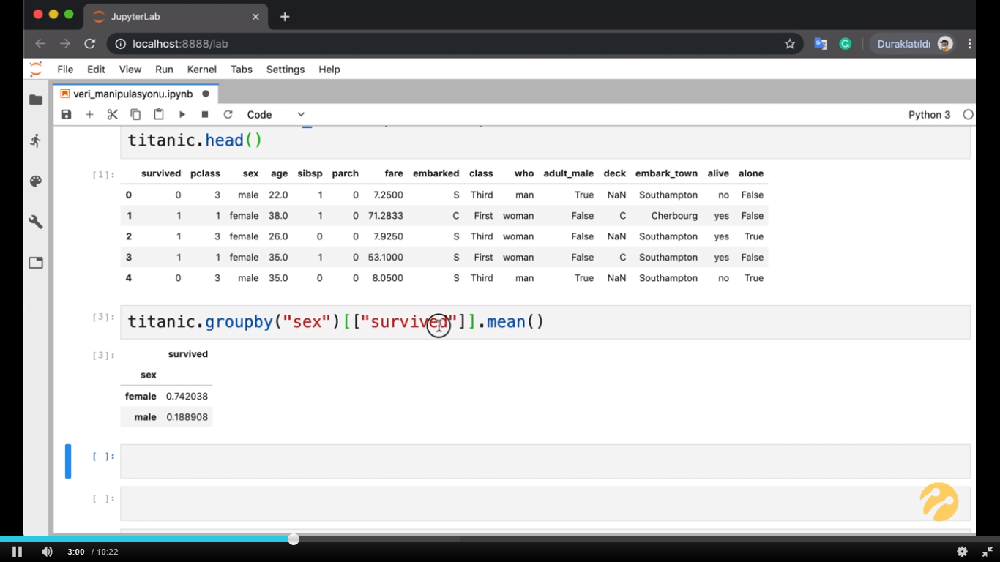 JupyterLab
localhost:8888/lab
Duraklatıldı
File Edit View Run Kernel Tabs Settings Help
veri_manipulasyonu.ipynb
Code
Python 3
titanic.head()
[1]:
survived pclass sex age sibsp parch fare embarked class who adult_male deck embark_town alive alone
0 0 3 male 22.0 1 0 7.2500 S Third man True NaN Southampton no False
1 1 1 female 38.0 1 0 71.2833 C First woman False C Cherbourg yes False
2 1 3 female 26.0 0 0 7.9250 S Third woman False NaN Southampton yes True
3 1 1 female 35.0 1 0 53.1000 S First woman False C Southampton yes False
4 0 3 male 35.0 0 0 8.0500 S Third man True NaN Southampton no True
[3]: titanic.groupby("sex")[["survived"]].mean()
[3]: survived
sex
female 0.742038
male 0.188908
[ ]:
[ ]:
3:00 / 10:22